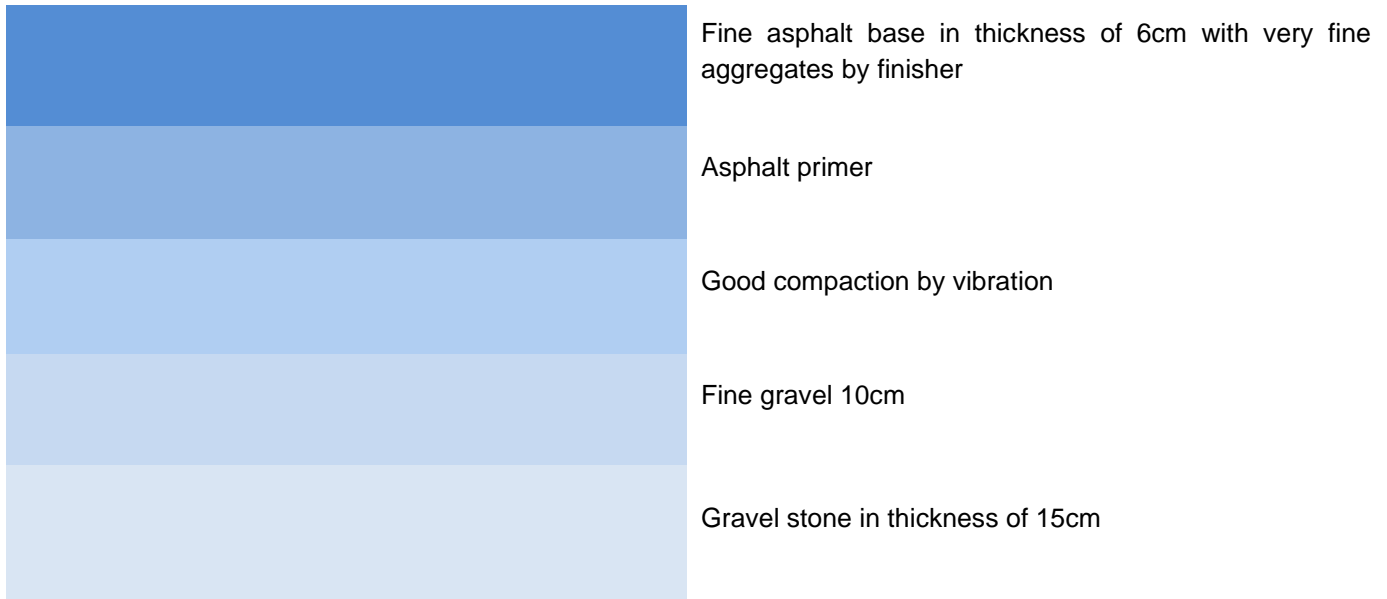 Fine asphalt base in thickness of 6cm with very fine
aggregates by finisher
Asphalt primer
Good compaction by vibration
Fine gravel 10cm
Gravel stone in thickness of 15cm